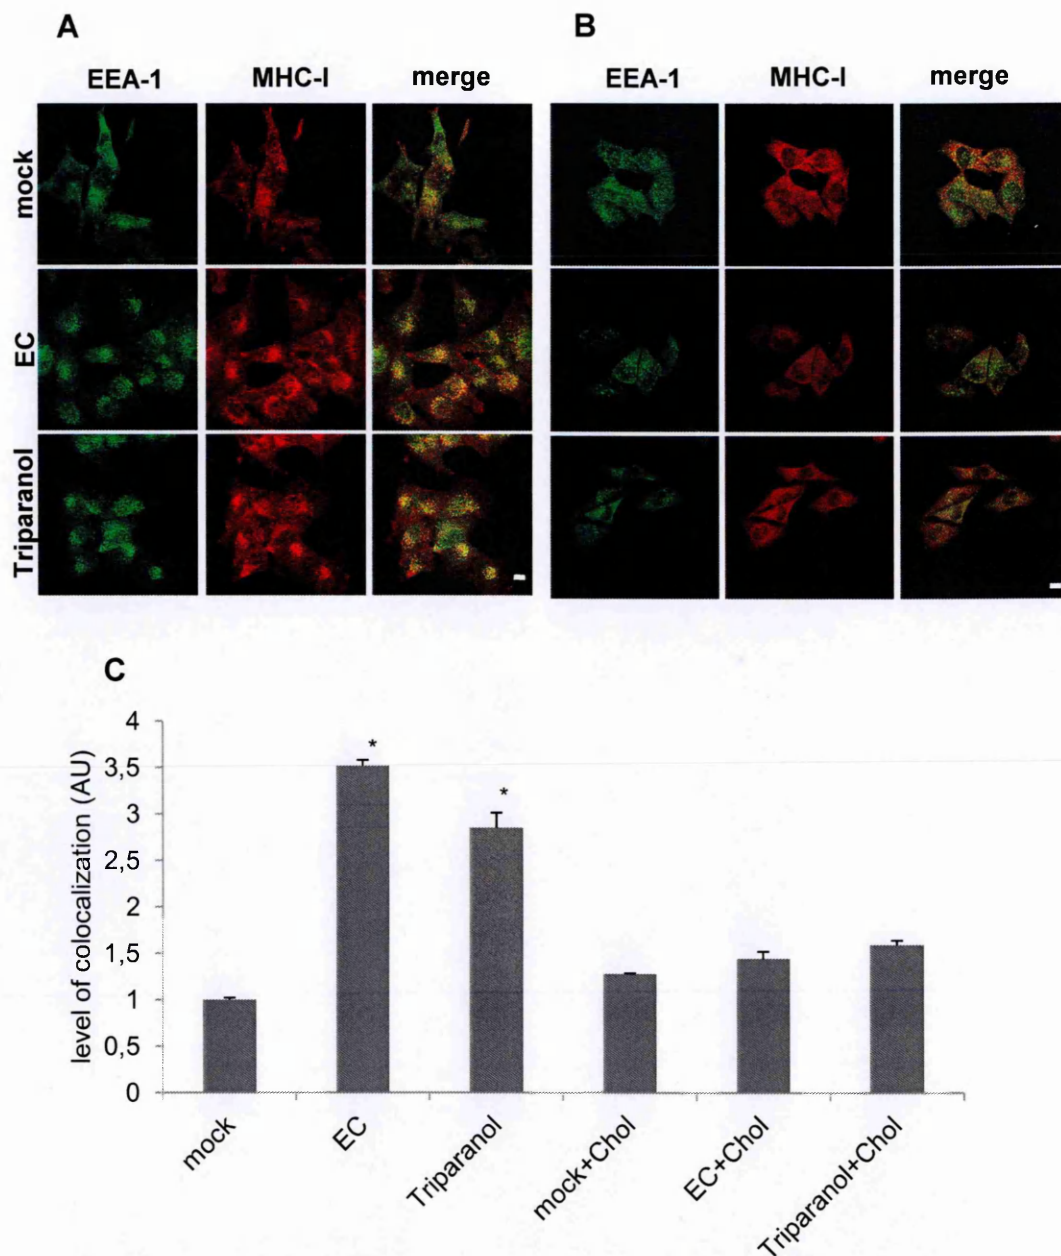 A
B
EEA-1 MHC-I merge
EEA-1 MHC-I merge
mock
EC
Triparanol
C
level of colocalization (AU)
4
3,5
3
2,5
2
1,5
1
0,5
0
*
*
mock
EC
Triparanol
mock+Chol
EC+Chol
Triparanol+Chol